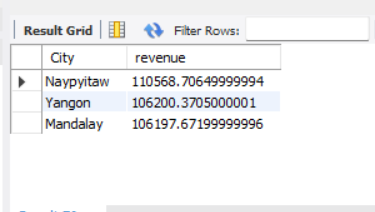 Result Grid Filter Rows:
City revenue
Naypyitaw 110568.70649999994
Yangon 106200.3705000001
Mandalay 106197.67199999996